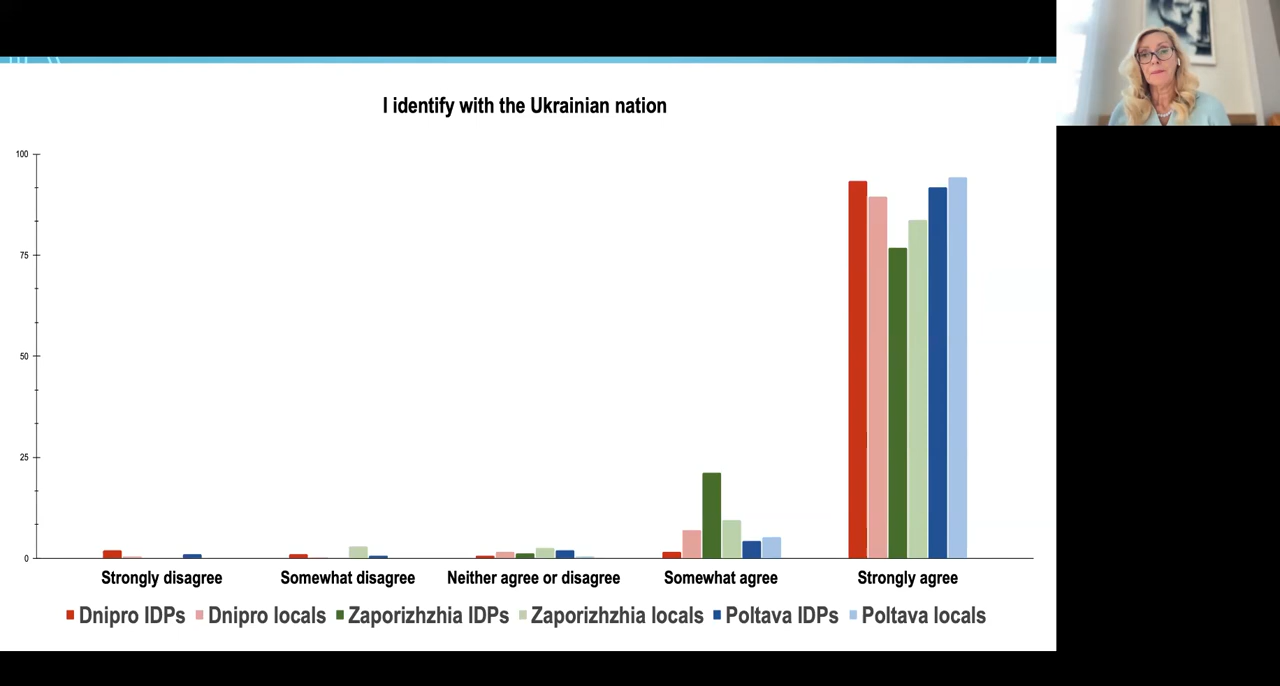 I identify with the Ukrainian nation
100
75
50
25
0
Strongly disagree Somewhat disagree Neither agree or disagree Somewhat agree Strongly agree
Dnipro IDPs Dnipro locals Zaporizhzhia IDPs Zaporizhzhia locals Poltava IDPs Poltava locals